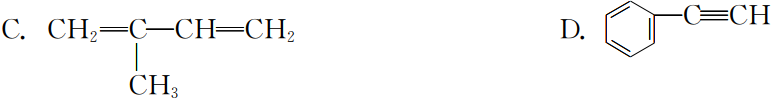 C. CH₂=C—CH=CH₂ D. —C≡CH
CH₃